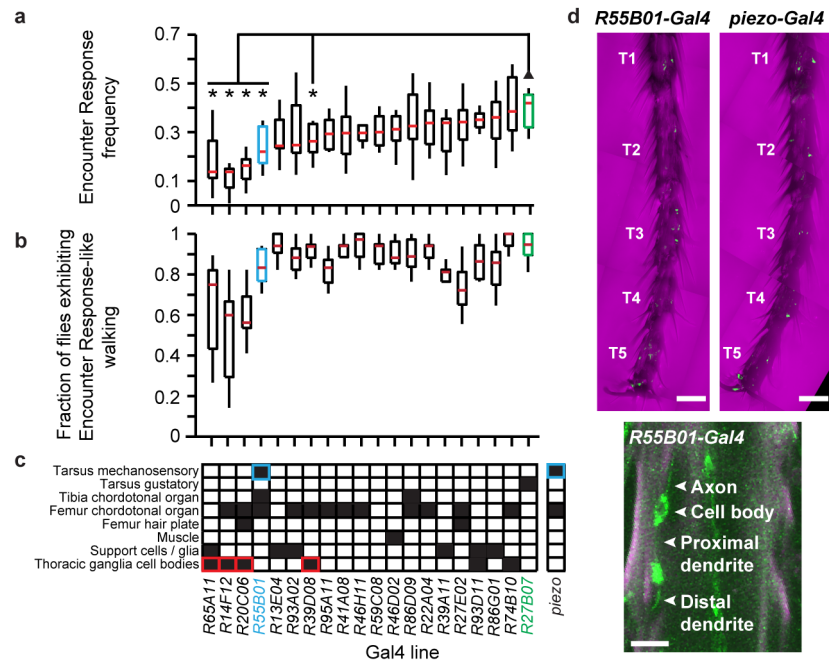 a
Encounter Response
frequency
0.7
0.5
0.3
0.1
0
* * * * *
b
Fraction of flies exhibiting
Encounter Response-like
walking
1
0.8
0.6
0.4
0.2
0
c
Tarsus mechanosensory
Tarsus gustatory
Tibia chordotonal organ
Femur chordotonal organ
Femur hair plate
Muscle
Support cells / glia
Thoracic ganglia cell bodies
R65A11
R14F12
R20C06
R55B01
R13E04
R93A02
R39D08
R95A11
R41A08
R46H11
R59C08
R46D02
R86D09
R22A04
R39A11
R27E02
R93D11
R86G01
R74B10
R27B07
piezo
Gal4 line
d
R55B01-Gal4
piezo-Gal4
T1
T2
T3
T4
T5
T1
T2
T3
T4
T5
R55B01-Gal4
Axon
Cell body
Proximal
dendrite
Distal
dendrite